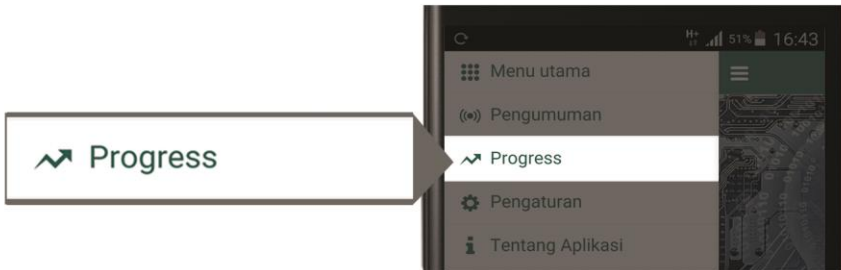 Progress
H+ 51% 16:43
Menu utama
Pengumuman
Progress
Pengaturan
Tentang Aplikasi